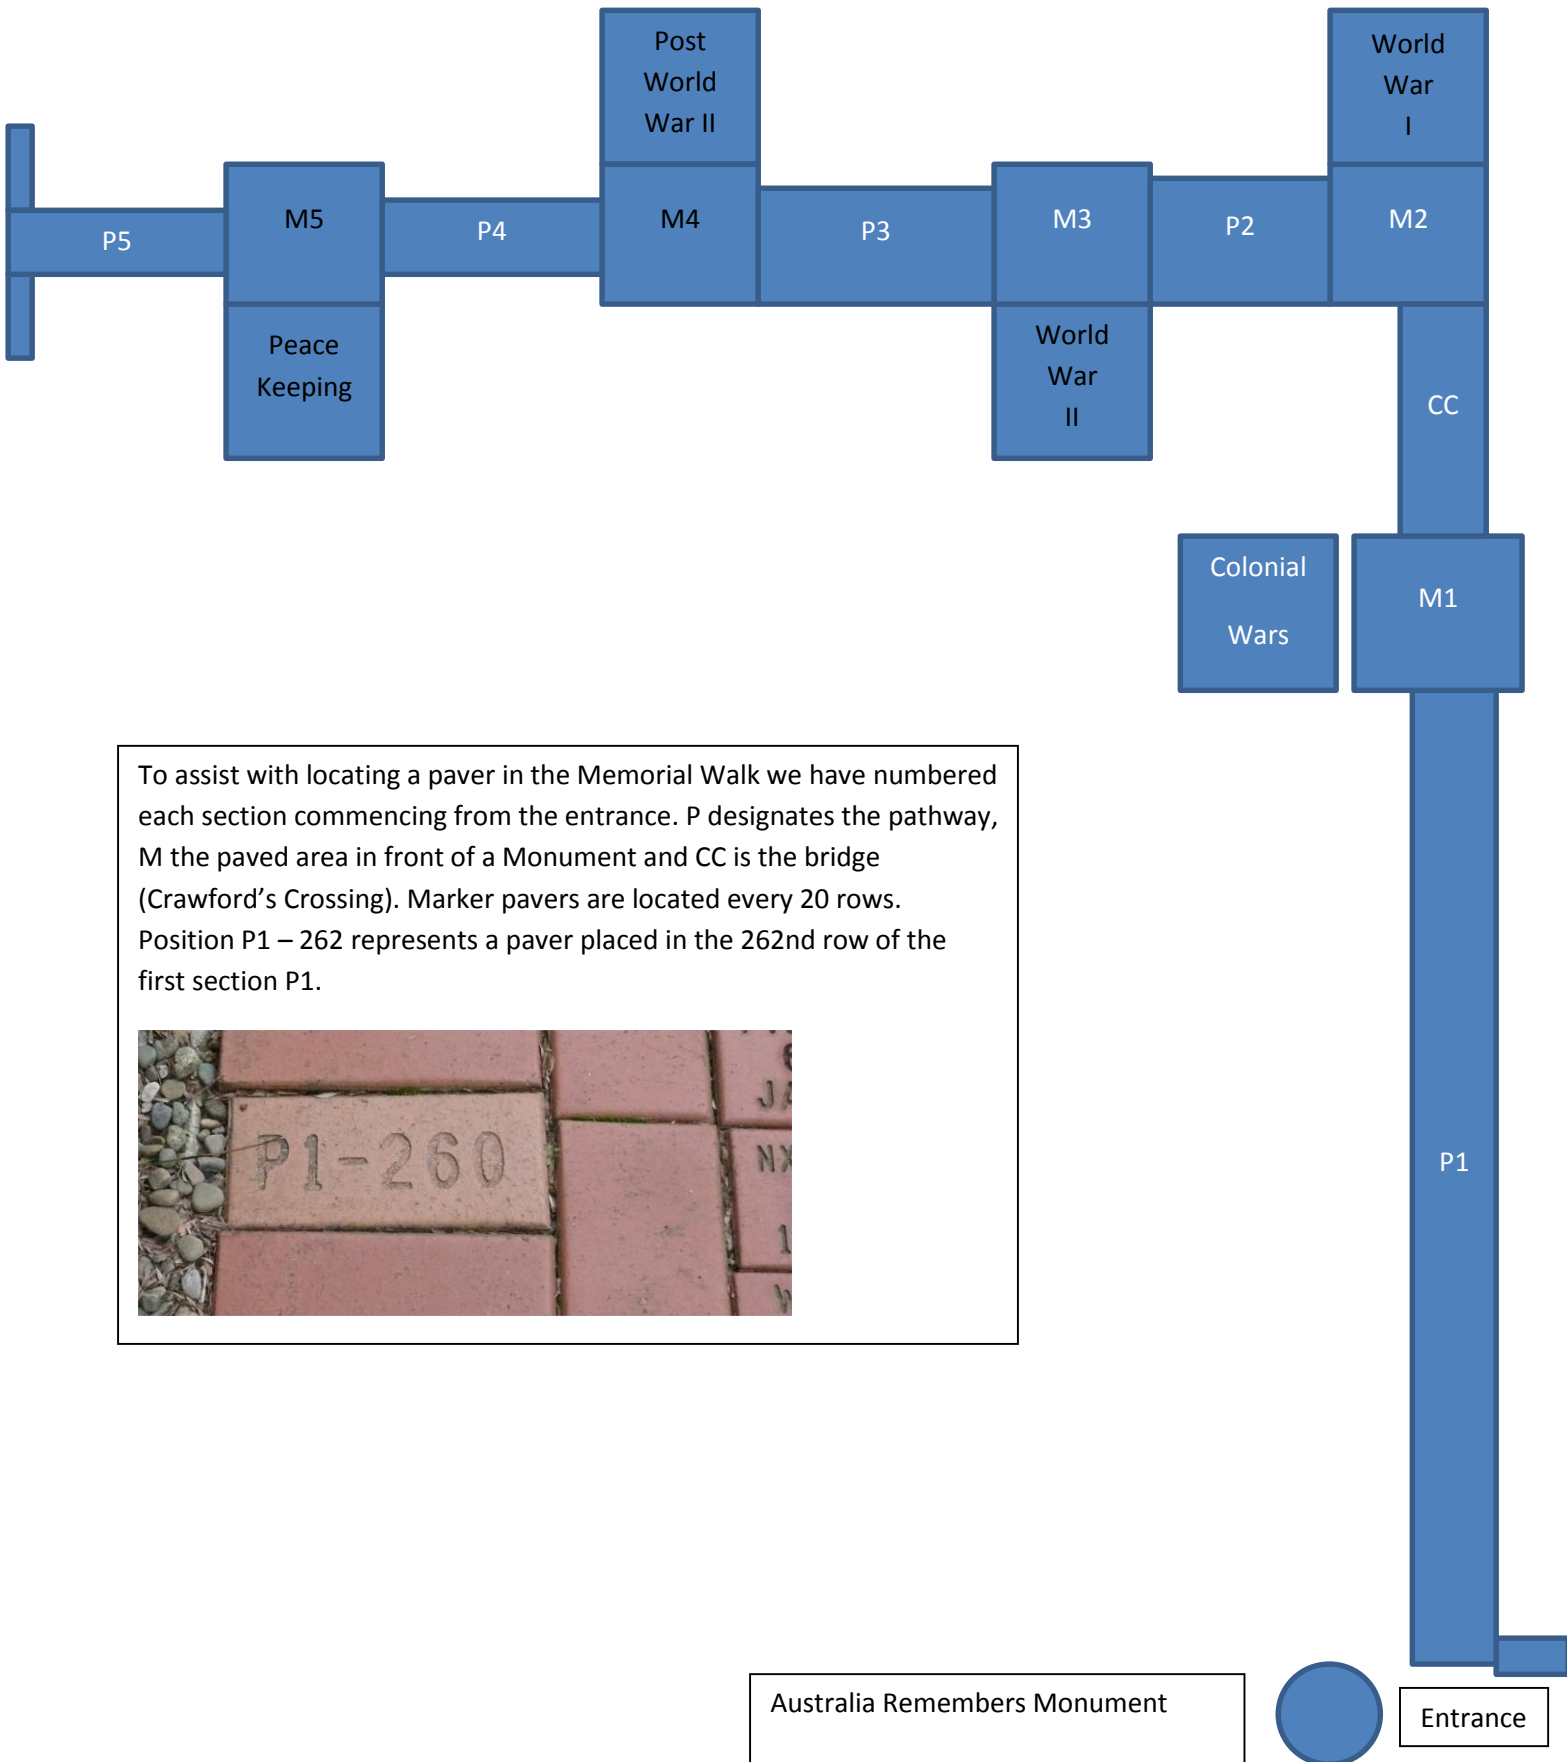 Post
World
War II
World
War
I
P5
M5
P4
M4
P3
M3
P2
M2
Peace
Keeping
World
War
II
CC
Colonial
Wars
M1
To assist with locating a paver in the Memorial Walk we have numbered
each section commencing from the entrance. P designates the pathway,
M the paved area in front of a Monument and CC is the bridge
(Crawford’s Crossing). Marker pavers are located every 20 rows.
Position P1 – 262 represents a paver placed in the 262nd row of the
first section P1.
P1-260
JA
NX
1
P1
Australia Remembers Monument
Entrance